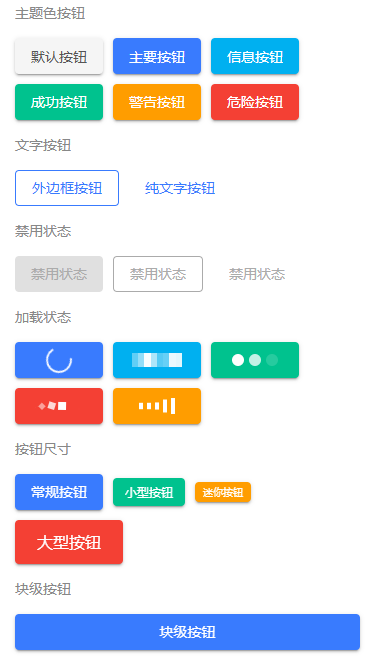 主题色按钮
默认按钮 主要按钮 信息按钮
成功按钮 警告按钮 危险按钮
文字按钮
外边框按钮 纯文字按钮
禁用状态
禁用状态 禁用状态 禁用状态
加载状态
按钮尺寸
常规按钮 小型按钮 迷你按钮
大型按钮
块级按钮
块级按钮